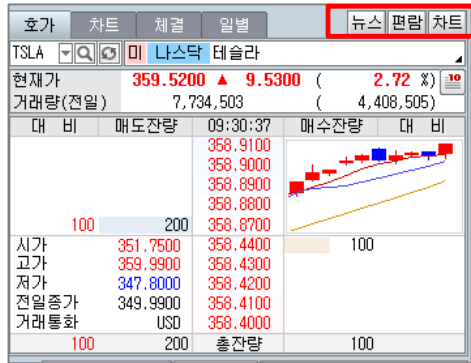 호가 차트 체결 일별 뉴스 편람 차트
TSLA 미 나스닥 테슬라
현재가 359.5200 ▲ 9.5300 ( 2.72 %)
거래량(전일) 7,734,503 ( 4,408,505)
대 비 매도잔량 09:30:37 매수잔량 대 비
358.9100
358.9000
358.8900
358.8800
100 200 358.8700
시가 351.7500 358.4400 100
고가 359.9900 358.4300
저가 347.8000 358.4200
전일종가 349.9900 358.4100
거래통화 USD 358.4000
100 200 총잔량 100